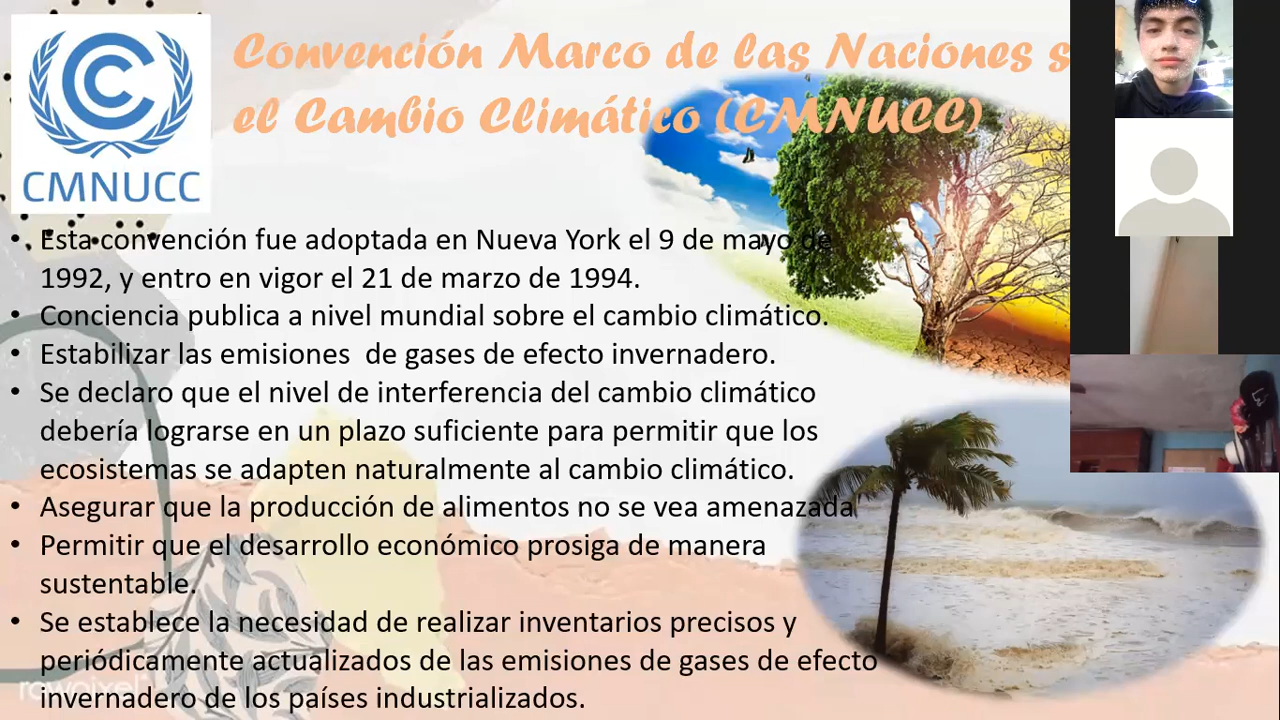 Convención Marco de las Naciones s
el Cambio Climático (CMNUCC)
CMNUCC
• Esta convención fue adoptada en Nueva York el 9 de mayo de
1992, y entro en vigor el 21 de marzo de 1994.
• Conciencia publica a nivel mundial sobre el cambio climático.
• Estabilizar las emisiones  de gases de efecto invernadero.
• Se declaro que el nivel de interferencia del cambio climático
debería lograrse en un plazo suficiente para permitir que los
ecosistemas se adapten naturalmente al cambio climático.
• Asegurar que la producción de alimentos no se vea amenazada
• Permitir que el desarrollo económico prosiga de manera
sustentable.
• Se establece la necesidad de realizar inventarios precisos y
periódicamente actualizados de las emisiones de gases de efecto
invernadero de los países industrializados.
rawpixel